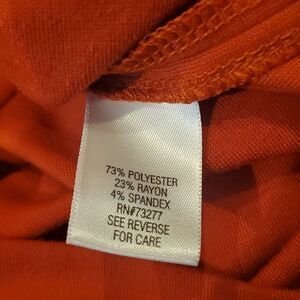 73% POLYESTER
23% RAYON
4% SPANDEX
RN#73277
SEE REVERSE
FOR CARE